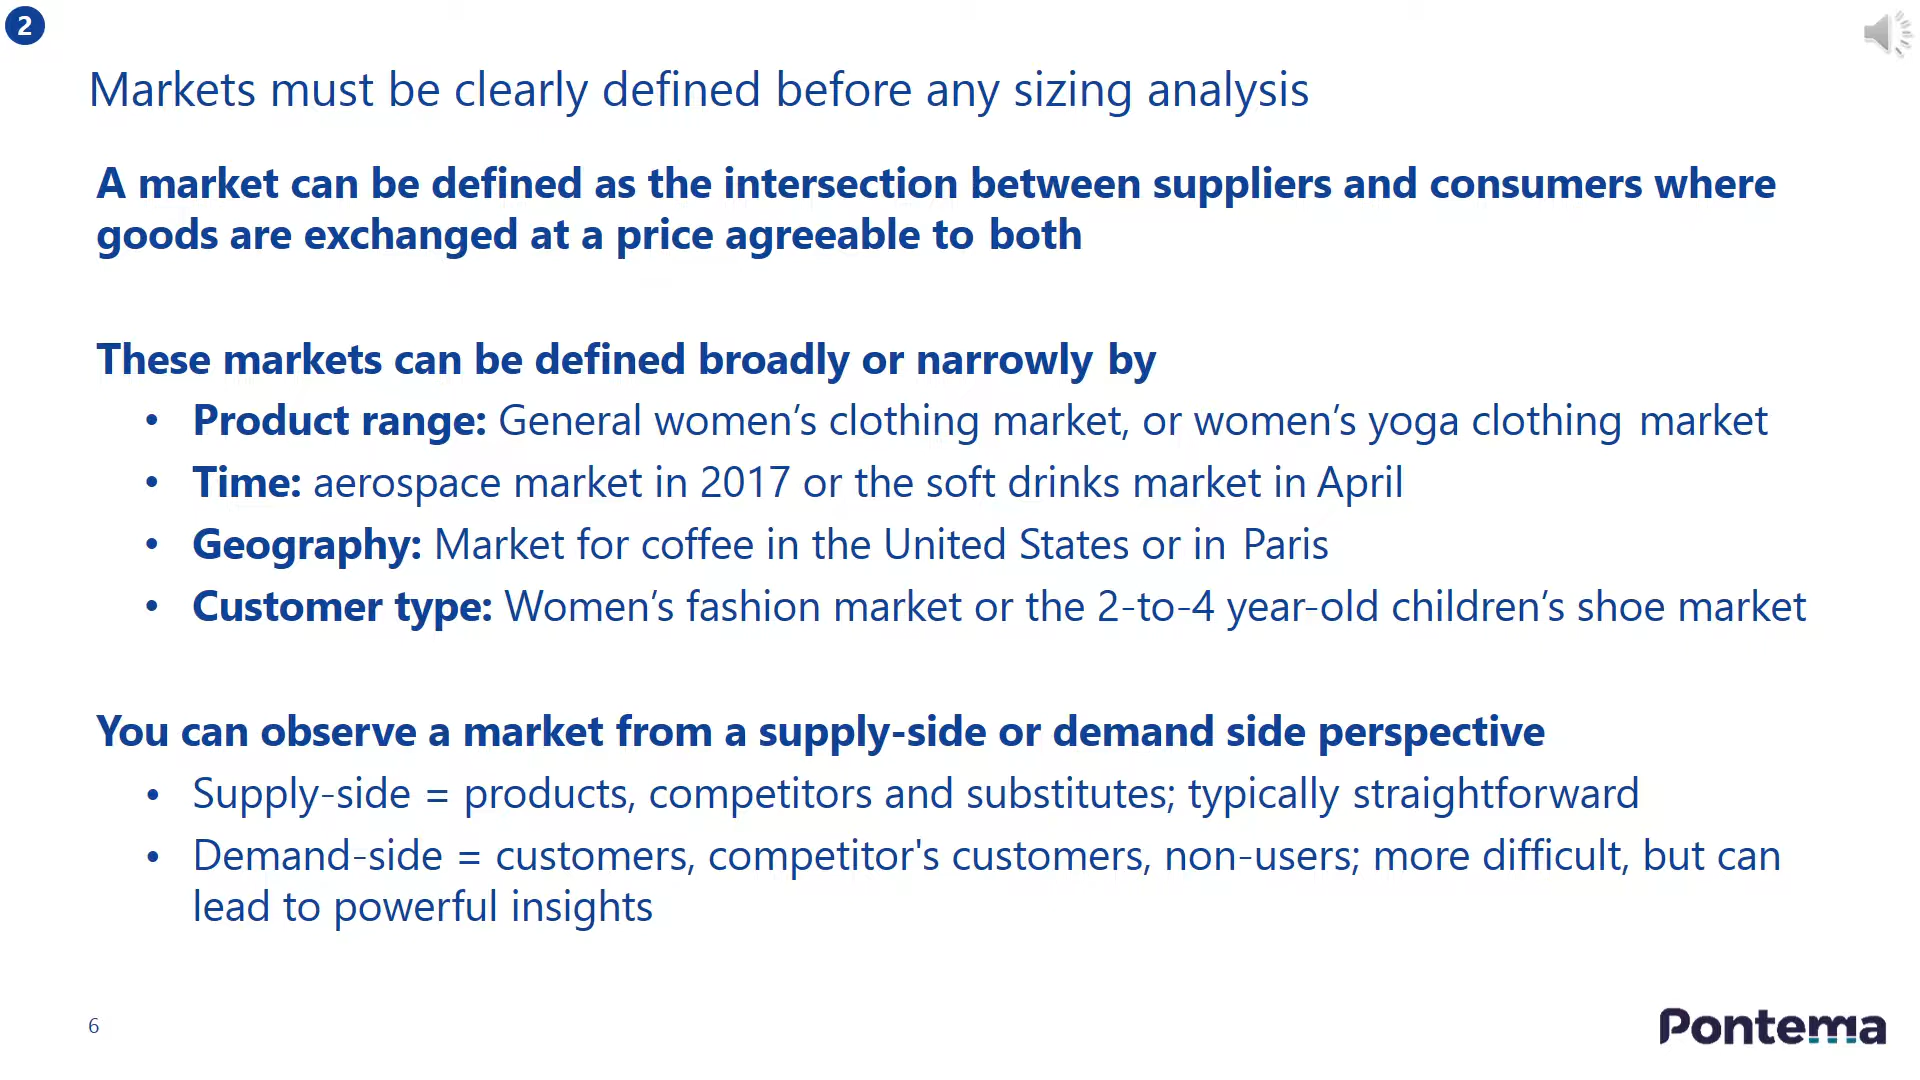 2
Markets must be clearly defined before any sizing analysis
A market can be defined as the intersection between suppliers and consumers where
goods are exchanged at a price agreeable to both
These markets can be defined broadly or narrowly by
• Product range: General women’s clothing market, or women’s yoga clothing market
• Time: aerospace market in 2017 or the soft drinks market in April
• Geography: Market for coffee in the United States or in Paris
• Customer type: Women’s fashion market or the 2-to-4 year-old children’s shoe market
You can observe a market from a supply-side or demand side perspective
• Supply-side = products, competitors and substitutes; typically straightforward
• Demand-side = customers, competitor's customers, non-users; more difficult, but can
lead to powerful insights
6
Pontema